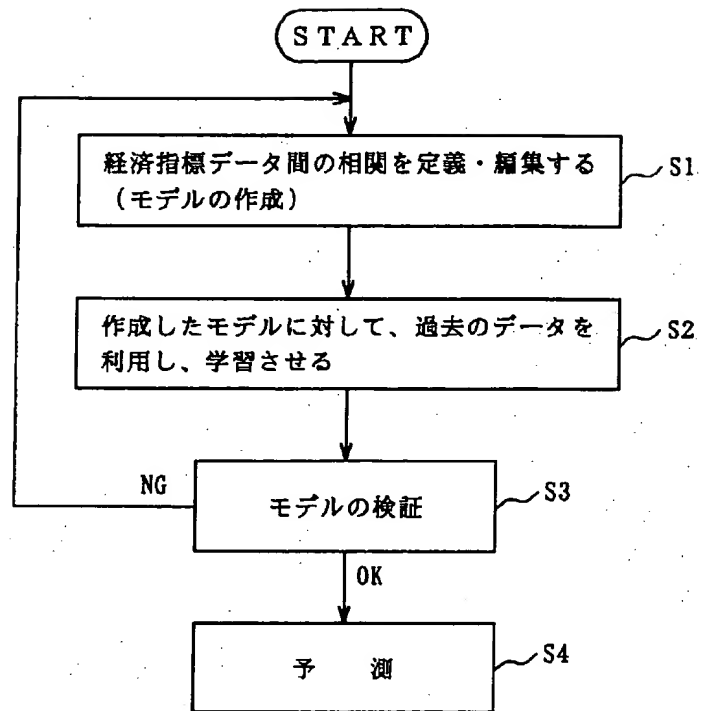 START
経済指標データ間の相関を定義・編集する
(モデルの作成)
S1
作成したモデルに対して、過去のデータを
利用し、学習させる
S2
NG
モデルの検証
S3
OK
予 測
S4